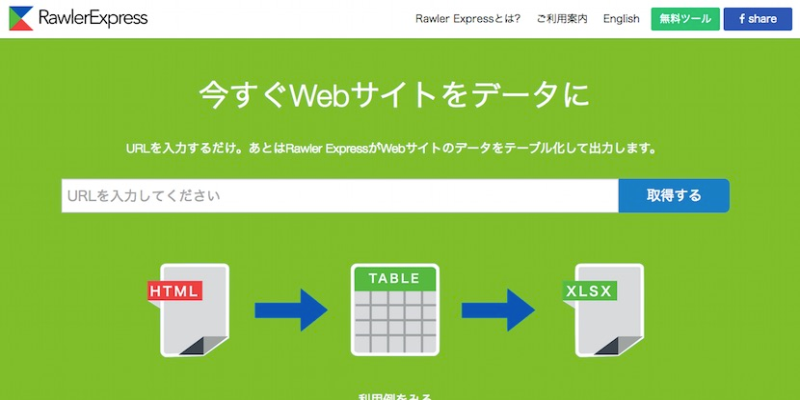 RawlerExpress
Rawler Expressとは?
ご利用案内
English
無料ツール
f share
今すぐWebサイトをデータに
URLを入力するだけ。あとはRawler ExpressがWebサイトのデータをテーブル化して出力します。
URLを入力してください
取得する
HTML
TABLE
XLSX
利用例をみる